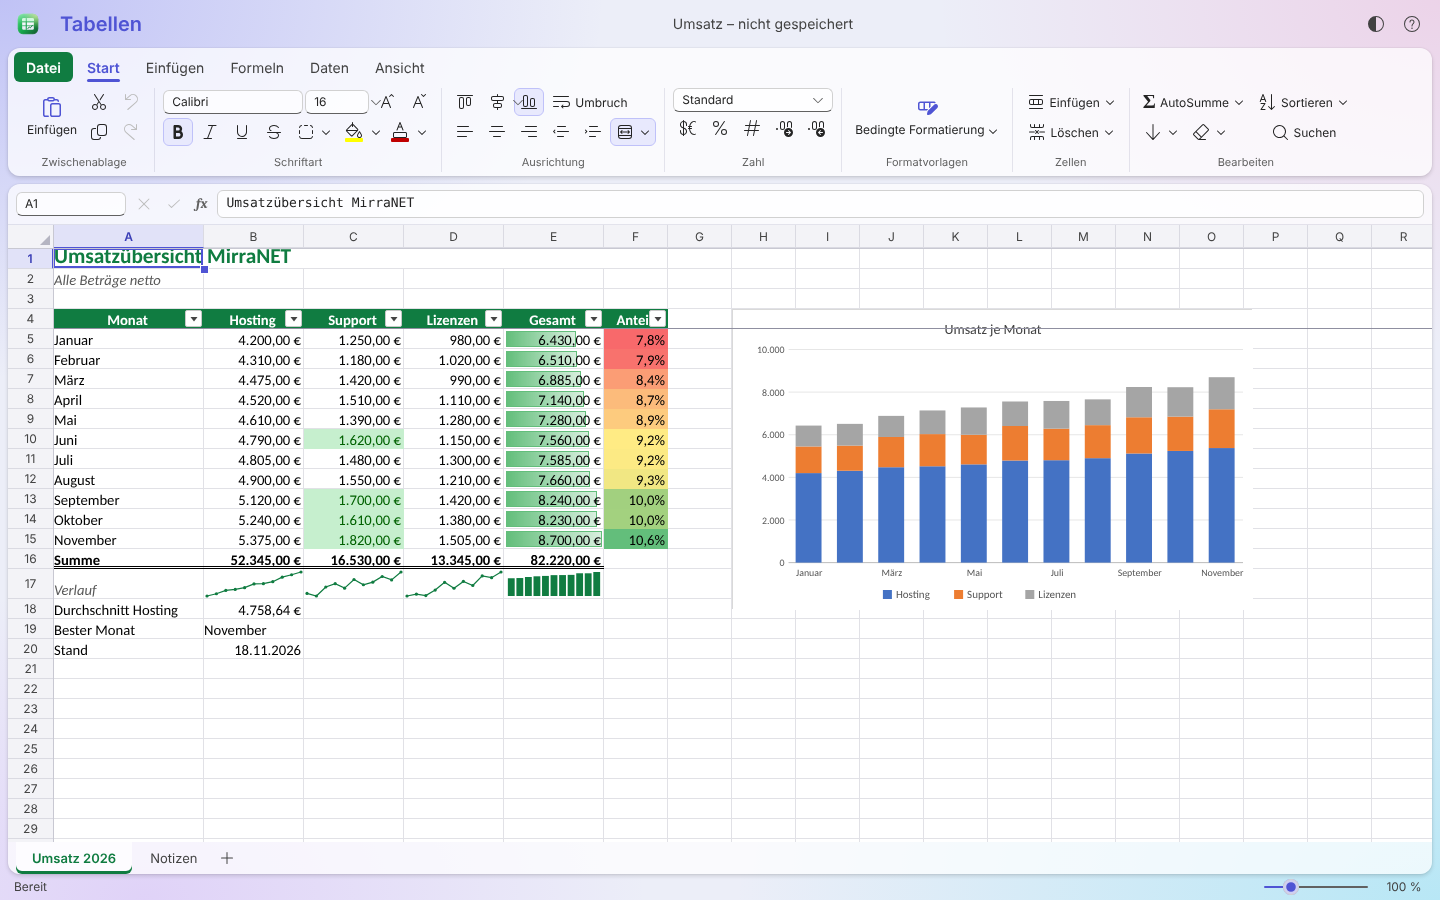 Tabellen
Umsatz – nicht gespeichert
Datei Start Einfügen Formeln Daten Ansicht
Einfügen
Zwischenablage
Calibri 16
Schriftart
Umbruch
Ausrichtung
Standard
Zahl
Bedingte Formatierung
Formatvorlagen
Einfügen
Löschen
Zellen
AutoSumme Sortieren
Suchen
Bearbeiten
A1 fx Umsatzübersicht MirraNET
A B C D E F G H I J K L M N O P Q R
1 Umsatzübersicht MirraNET
2 Alle Beträge netto
3
4 Monat Hosting Support Lizenzen Gesamt Antei
5 Januar 4.200,00 € 1.250,00 € 980,00 € 6.430,00 € 7,8%
6 Februar 4.310,00 € 1.180,00 € 1.020,00 € 6.510,00 € 7,9%
7 März 4.475,00 € 1.420,00 € 990,00 € 6.885,00 € 8,4%
8 April 4.520,00 € 1.510,00 € 1.110,00 € 7.140,00 € 8,7%
9 Mai 4.610,00 € 1.390,00 € 1.280,00 € 7.280,00 € 8,9%
10 Juni 4.790,00 € 1.620,00 € 1.150,00 € 7.560,00 € 9,2%
11 Juli 4.805,00 € 1.480,00 € 1.300,00 € 7.585,00 € 9,2%
12 August 4.900,00 € 1.550,00 € 1.210,00 € 7.660,00 € 9,3%
13 September 5.120,00 € 1.700,00 € 1.420,00 € 8.240,00 € 10,0%
14 Oktober 5.240,00 € 1.610,00 € 1.380,00 € 8.230,00 € 10,0%
15 November 5.375,00 € 1.820,00 € 1.505,00 € 8.700,00 € 10,6%
16 Summe 52.345,00 € 16.530,00 € 13.345,00 € 82.220,00 €
17 Verlauf
18 Durchschnitt Hosting 4.758,64 €
19 Bester Monat November
20 Stand 18.11.2026
21
22
23
24
25
26
27
28
29
Umsatz je Monat
10.000
8.000
6.000
4.000
2.000
0
Januar März Mai Juli September November
Hosting Support Lizenzen
Umsatz 2026 Notizen
Bereit
100 %